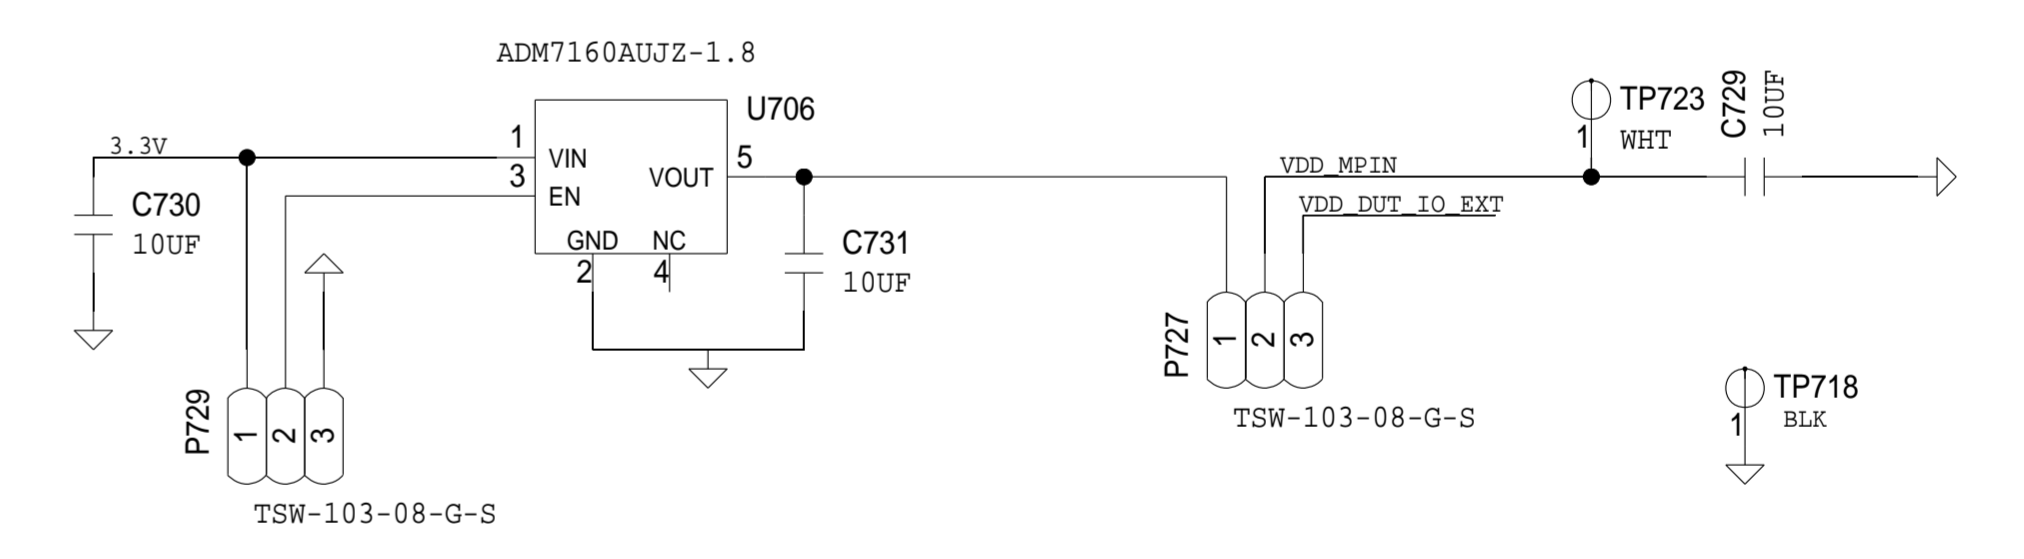 ADM7160AUJZ-1.8
U706
1
VIN
3
EN
VOUT
5
GND
NC
2
4
3.3V
C730
10UF
C731
10UF
P729
1
2
3
TSW-103-08-G-S
P727
1
2
3
TSW-103-08-G-S
VDD_MPIN
VDD_DUT_IO_EXT
TP723
1
WHT
C729
10UF
TP718
1
BLK